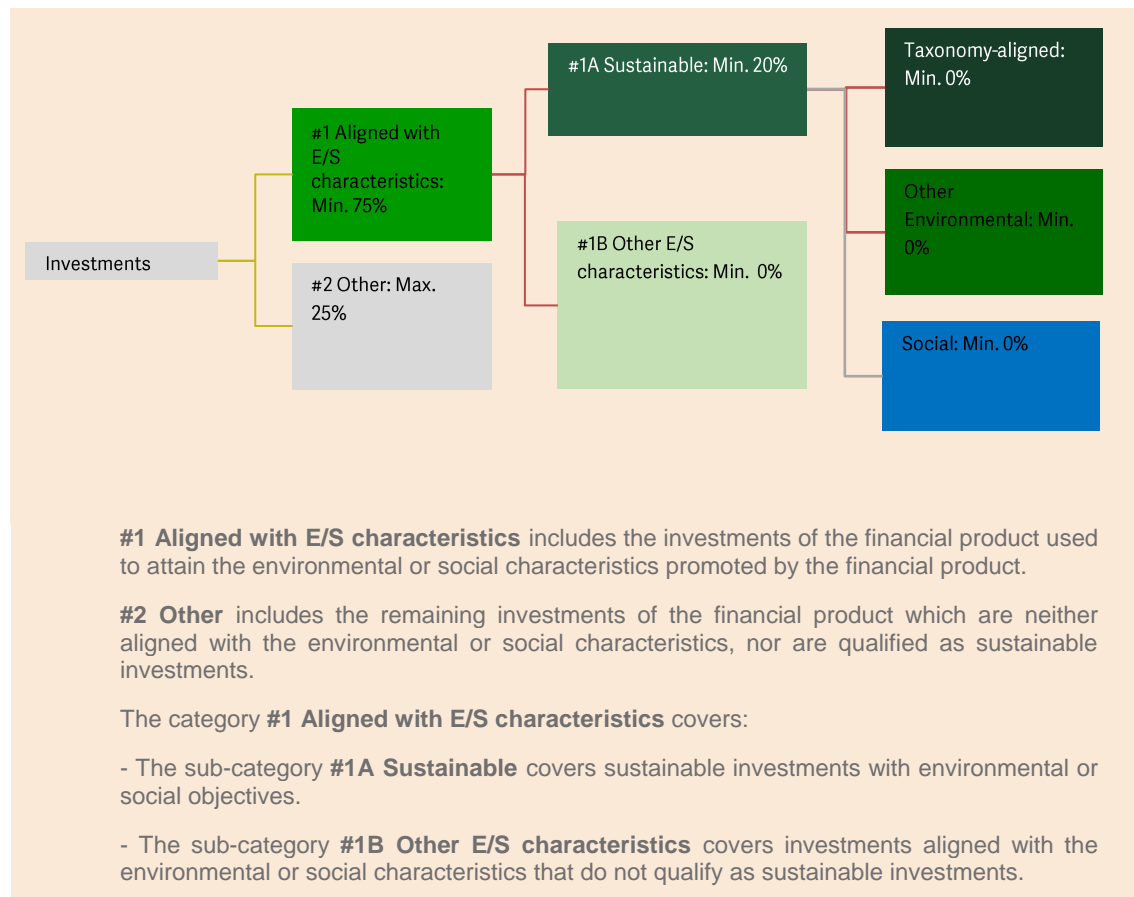 Investments
#1 Aligned with
E/S
characteristics:
Min. 75%
#2 Other: Max.
25%
#1A Sustainable: Min. 20%
#1B Other E/S
characteristics: Min. 0%
Taxonomy-aligned:
Min. 0%
Other
Environmental: Min.
0%
Social: Min. 0%
#1 Aligned with E/S characteristics includes the investments of the financial product used
to attain the environmental or social characteristics promoted by the financial product.
#2 Other includes the remaining investments of the financial product which are neither
aligned with the environmental or social characteristics, nor are qualified as sustainable
investments.
The category #1 Aligned with E/S characteristics covers:
- The sub-category #1A Sustainable covers sustainable investments with environmental or
social objectives.
- The sub-category #1B Other E/S characteristics covers investments aligned with the
environmental or social characteristics that do not qualify as sustainable investments.